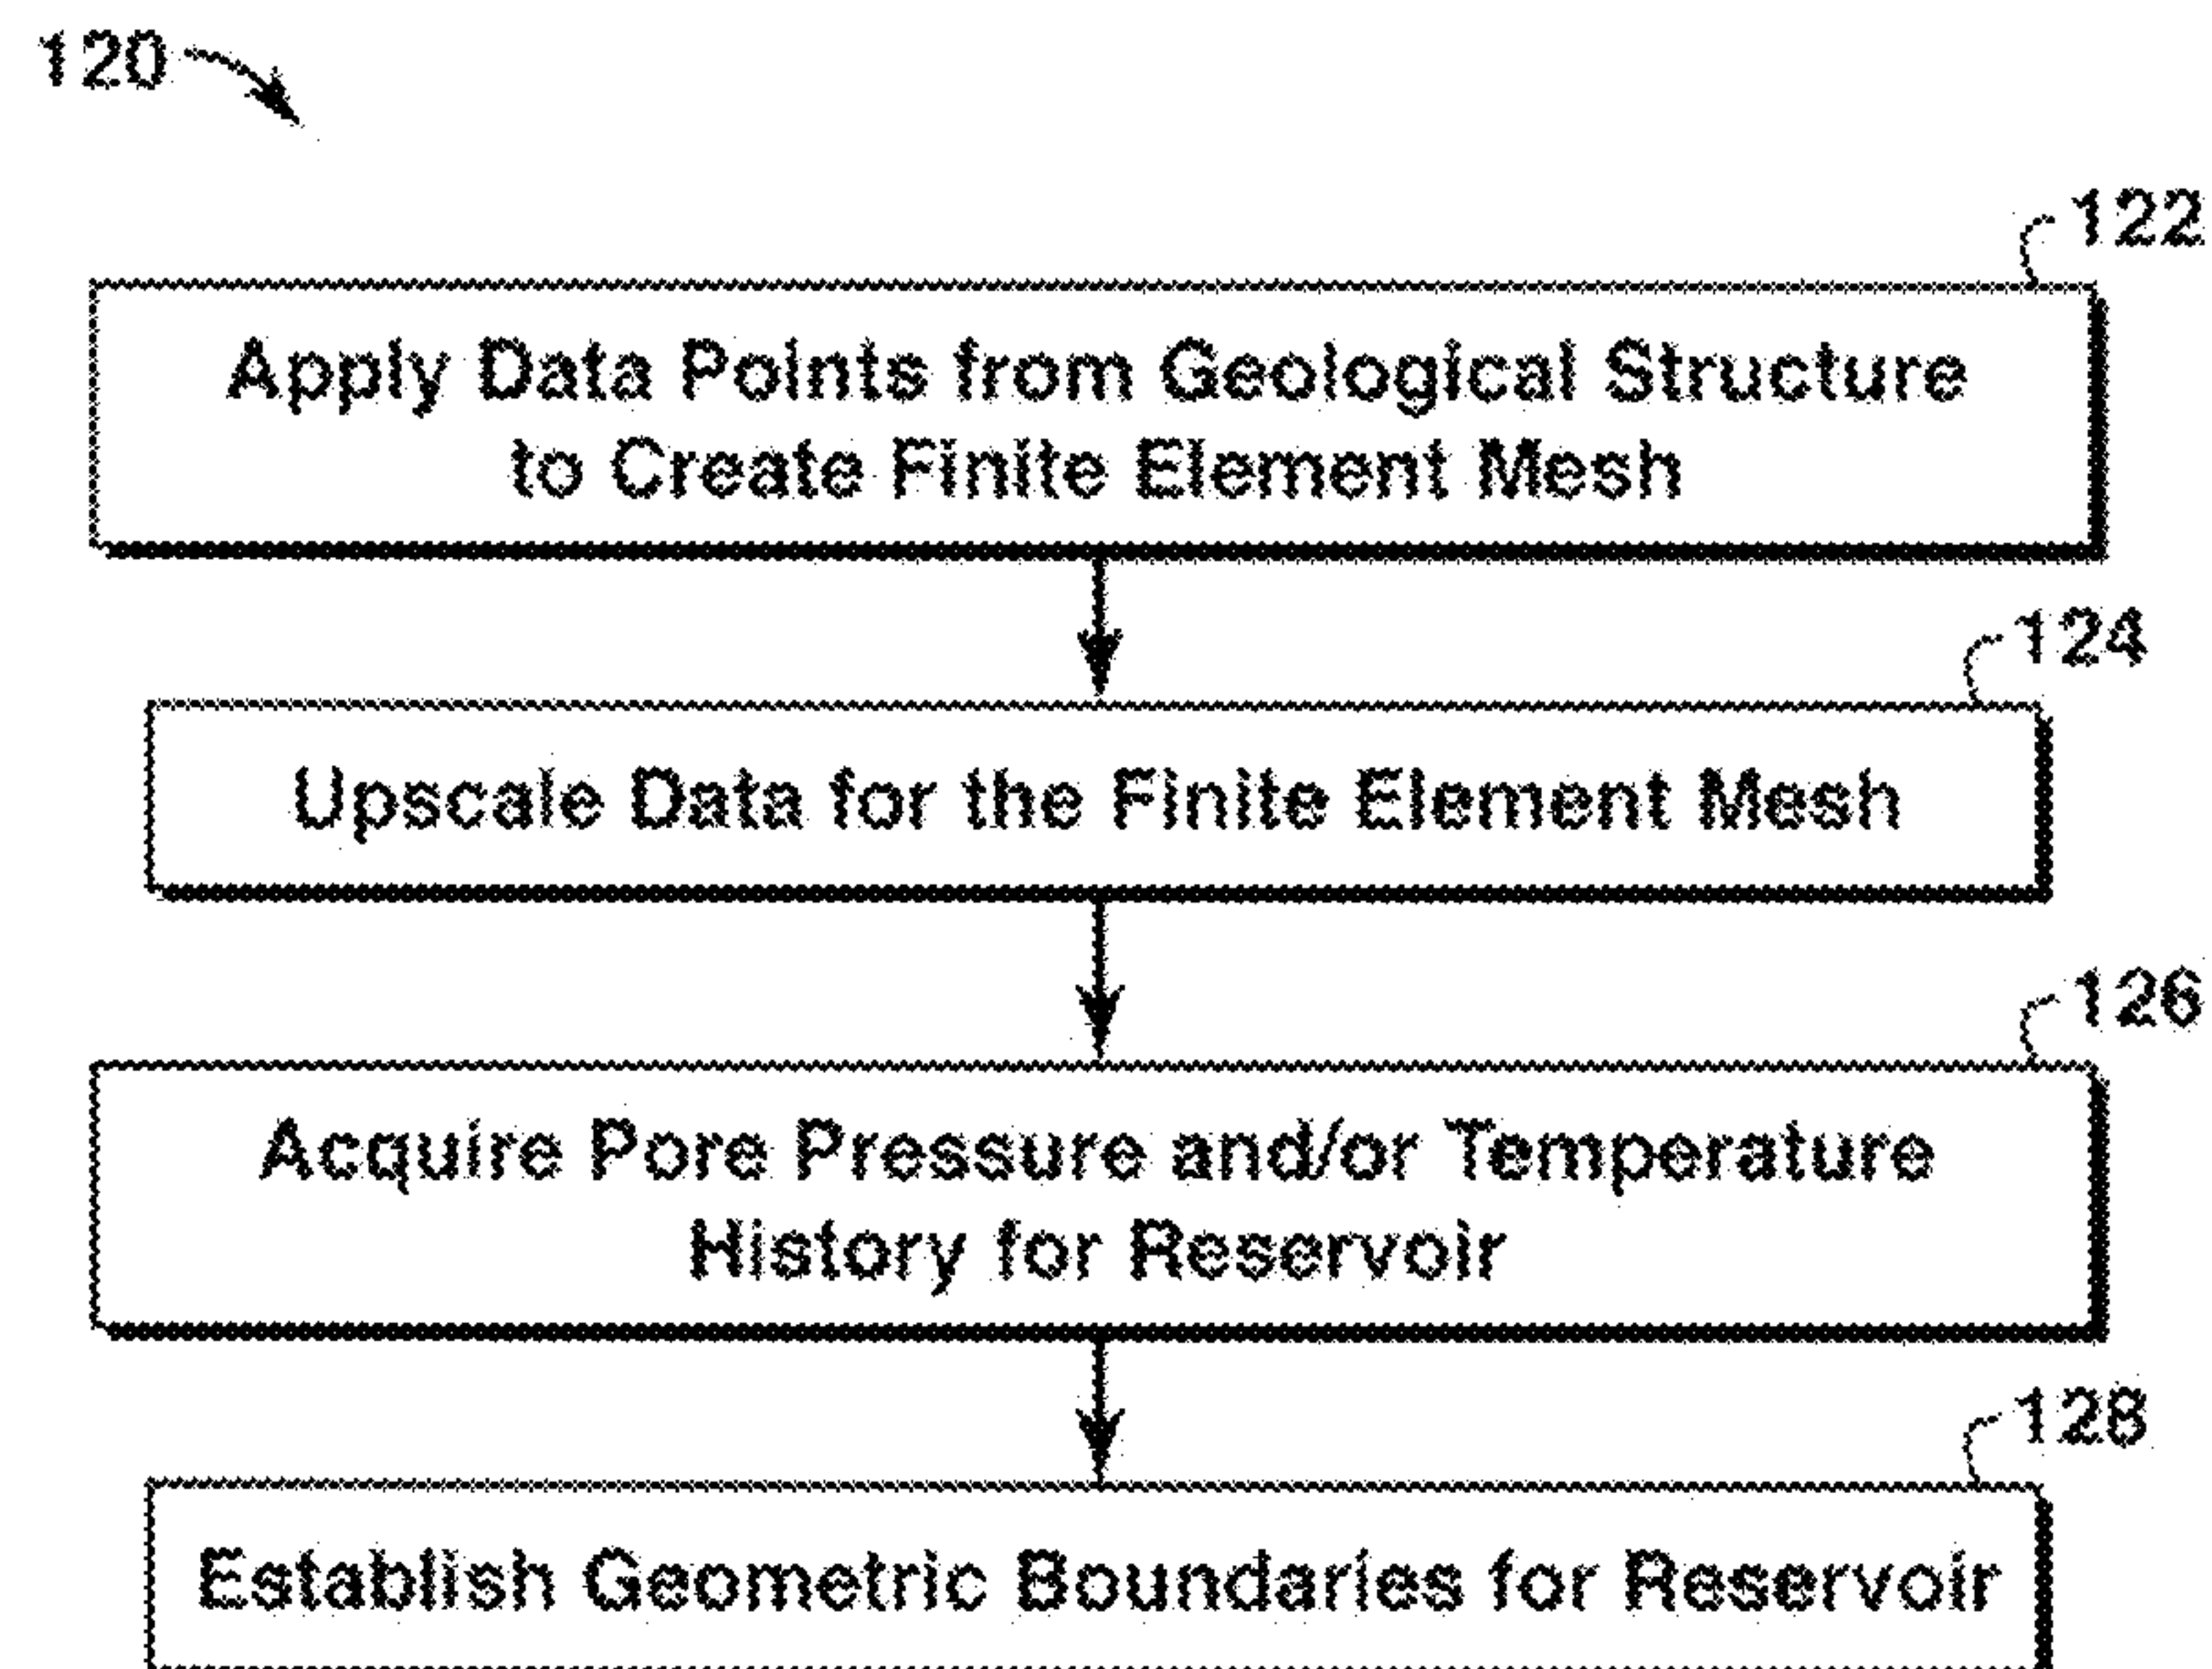 120
122
Apply Data Points from Geological Structure
to Create Finite Element Mesh
124
Upscale Data for the Finite Element Mesh
126
Acquire Pore Pressure and/or Temperature
History for Reservoir
128
Establish Geometric Boundaries for Reservoir